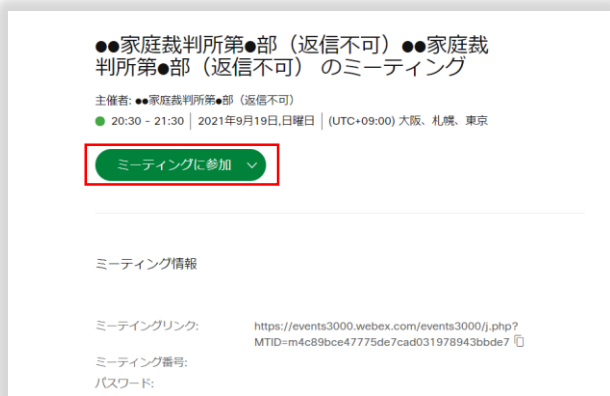 ●●家庭裁判所第●部（返信不可）●●家庭裁
判所第●部（返信不可） のミーティング
主催者: ●●家庭裁判所第●部（返信不可）
20:30 - 21:30 | 2021年9月19日,日曜日 | (UTC+09:00) 大阪、札幌、東京
ミーティングに参加
ミーティング情報
ミーテイングリンク: https://events3000.webex.com/events3000/j.php?
MTID=m4c89bce47775de7cad031978943bbde7
ミーティング番号:
パスワード: